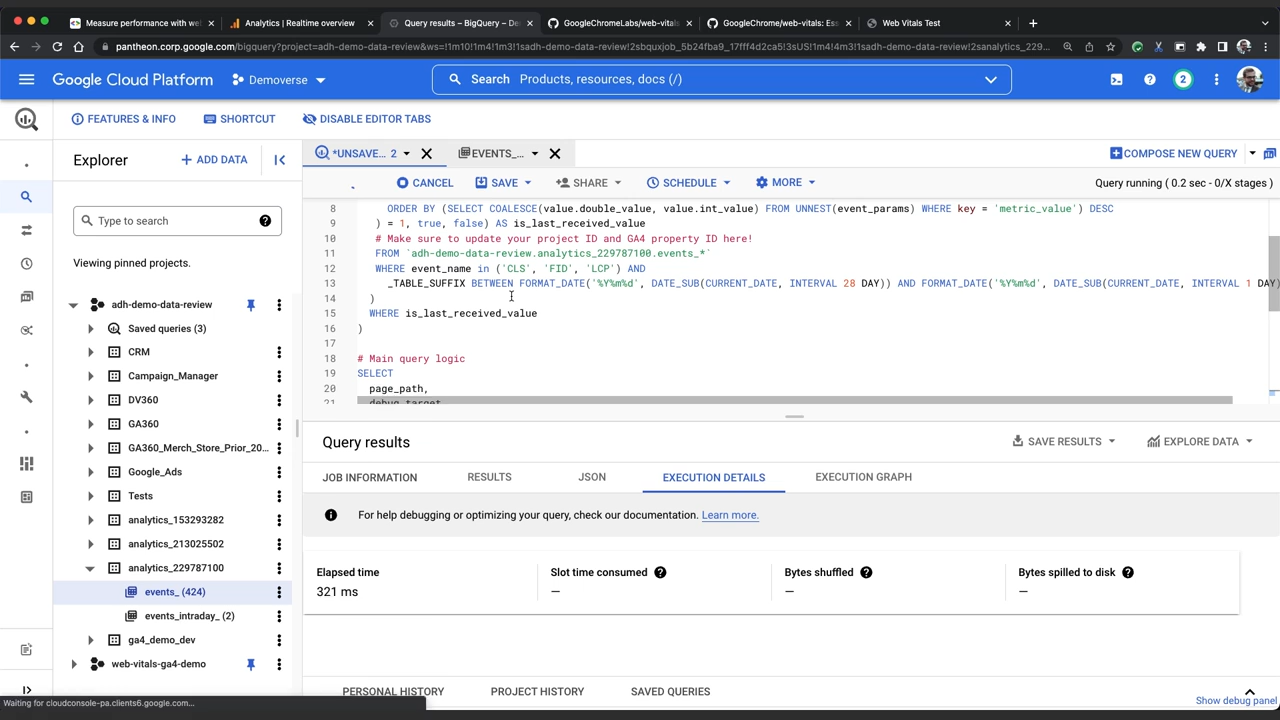 Measure performance with we
Analytics | Realtime overview
Query results – BigQuery – De
GoogleChromeLabs/web-vitals
GoogleChrome/web-vitals: Ess
Web Vitals Test
pantheon.corp.google.com/bigquery?project=adh-demo-data-review&ws=!1m10!1m4!1m3!1sadh-demo-data-review!2sbquxjob_5b24fba9_17fff4d2ca5!3sUS!1m4!4m3!1sadh-demo-data-review!2sanalytics_229...
Google Cloud Platform
Demoverse
Search Products, resources, docs (/)
2
FEATURES & INFO
SHORTCUT
DISABLE EDITOR TABS
Explorer
+ ADD DATA
*UNSAVE... 2
EVENTS_...
COMPOSE NEW QUERY
CANCEL
SAVE
SHARE
SCHEDULE
MORE
Query running ( 0.2 sec - 0/X stages )
Type to search
Viewing pinned projects.
adh-demo-data-review
Saved queries (3)
CRM
Campaign_Manager
DV360
GA360
GA360_Merch_Store_Prior_20...
Google_Ads
Tests
analytics_153293282
analytics_213025502
analytics_229787100
events_ (424)
events_intraday_ (2)
ga4_demo_dev
web-vitals-ga4-demo
8 ORDER BY (SELECT COALESCE(value.double_value, value.int_value) FROM UNNEST(event_params) WHERE key = 'metric_value') DESC
9 ) = 1, true, false) AS is_last_received_value
10 # Make sure to update your project ID and GA4 property ID here!
11 FROM `adh-demo-data-review.analytics_229787100.events_*`
12 WHERE event_name in ('CLS', 'FID', 'LCP') AND
13 _TABLE_SUFFIX BETWEEN FORMAT_DATE('%Y%m%d', DATE_SUB(CURRENT_DATE, INTERVAL 28 DAY)) AND FORMAT_DATE('%Y%m%d', DATE_SUB(CURRENT_DATE, INTERVAL 1 DAY)
14 )
15 WHERE is_last_received_value
16 )
17
18 # Main query logic
19 SELECT
20 page_path,
21 debug_target
Query results
SAVE RESULTS
EXPLORE DATA
JOB INFORMATION
RESULTS
JSON
EXECUTION DETAILS
EXECUTION GRAPH
For help debugging or optimizing your query, check our documentation. Learn more.
Elapsed time
321 ms
Slot time consumed
—
Bytes shuffled
—
Bytes spilled to disk
—
PERSONAL HISTORY
PROJECT HISTORY
SAVED QUERIES
Show debug panel
Waiting for cloudconsole-pa.clients6.google.com...